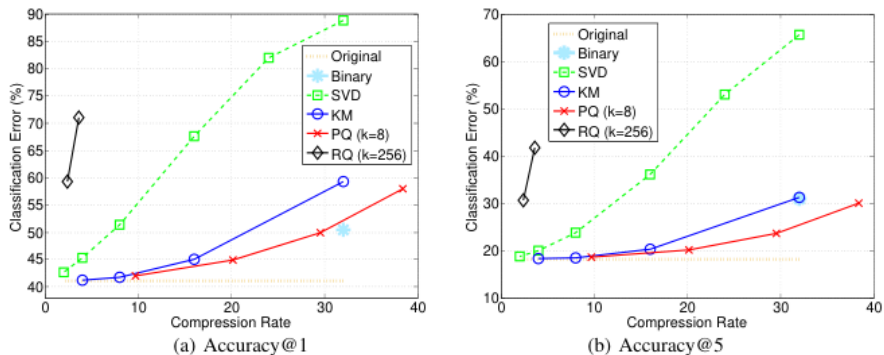 90
85
80
75
70
65
60
55
50
45
40
Classification Error (%)
0 10 20 30 40
Compression Rate
Original
Binary
SVD
KM
PQ (k=8)
RQ (k=256)
(a) Accuracy@1
70
60
50
40
30
20
10
Classification Error (%)
0 10 20 30 40
Compression Rate
Original
Binary
SVD
KM
PQ (k=8)
RQ (k=256)
(b) Accuracy@5